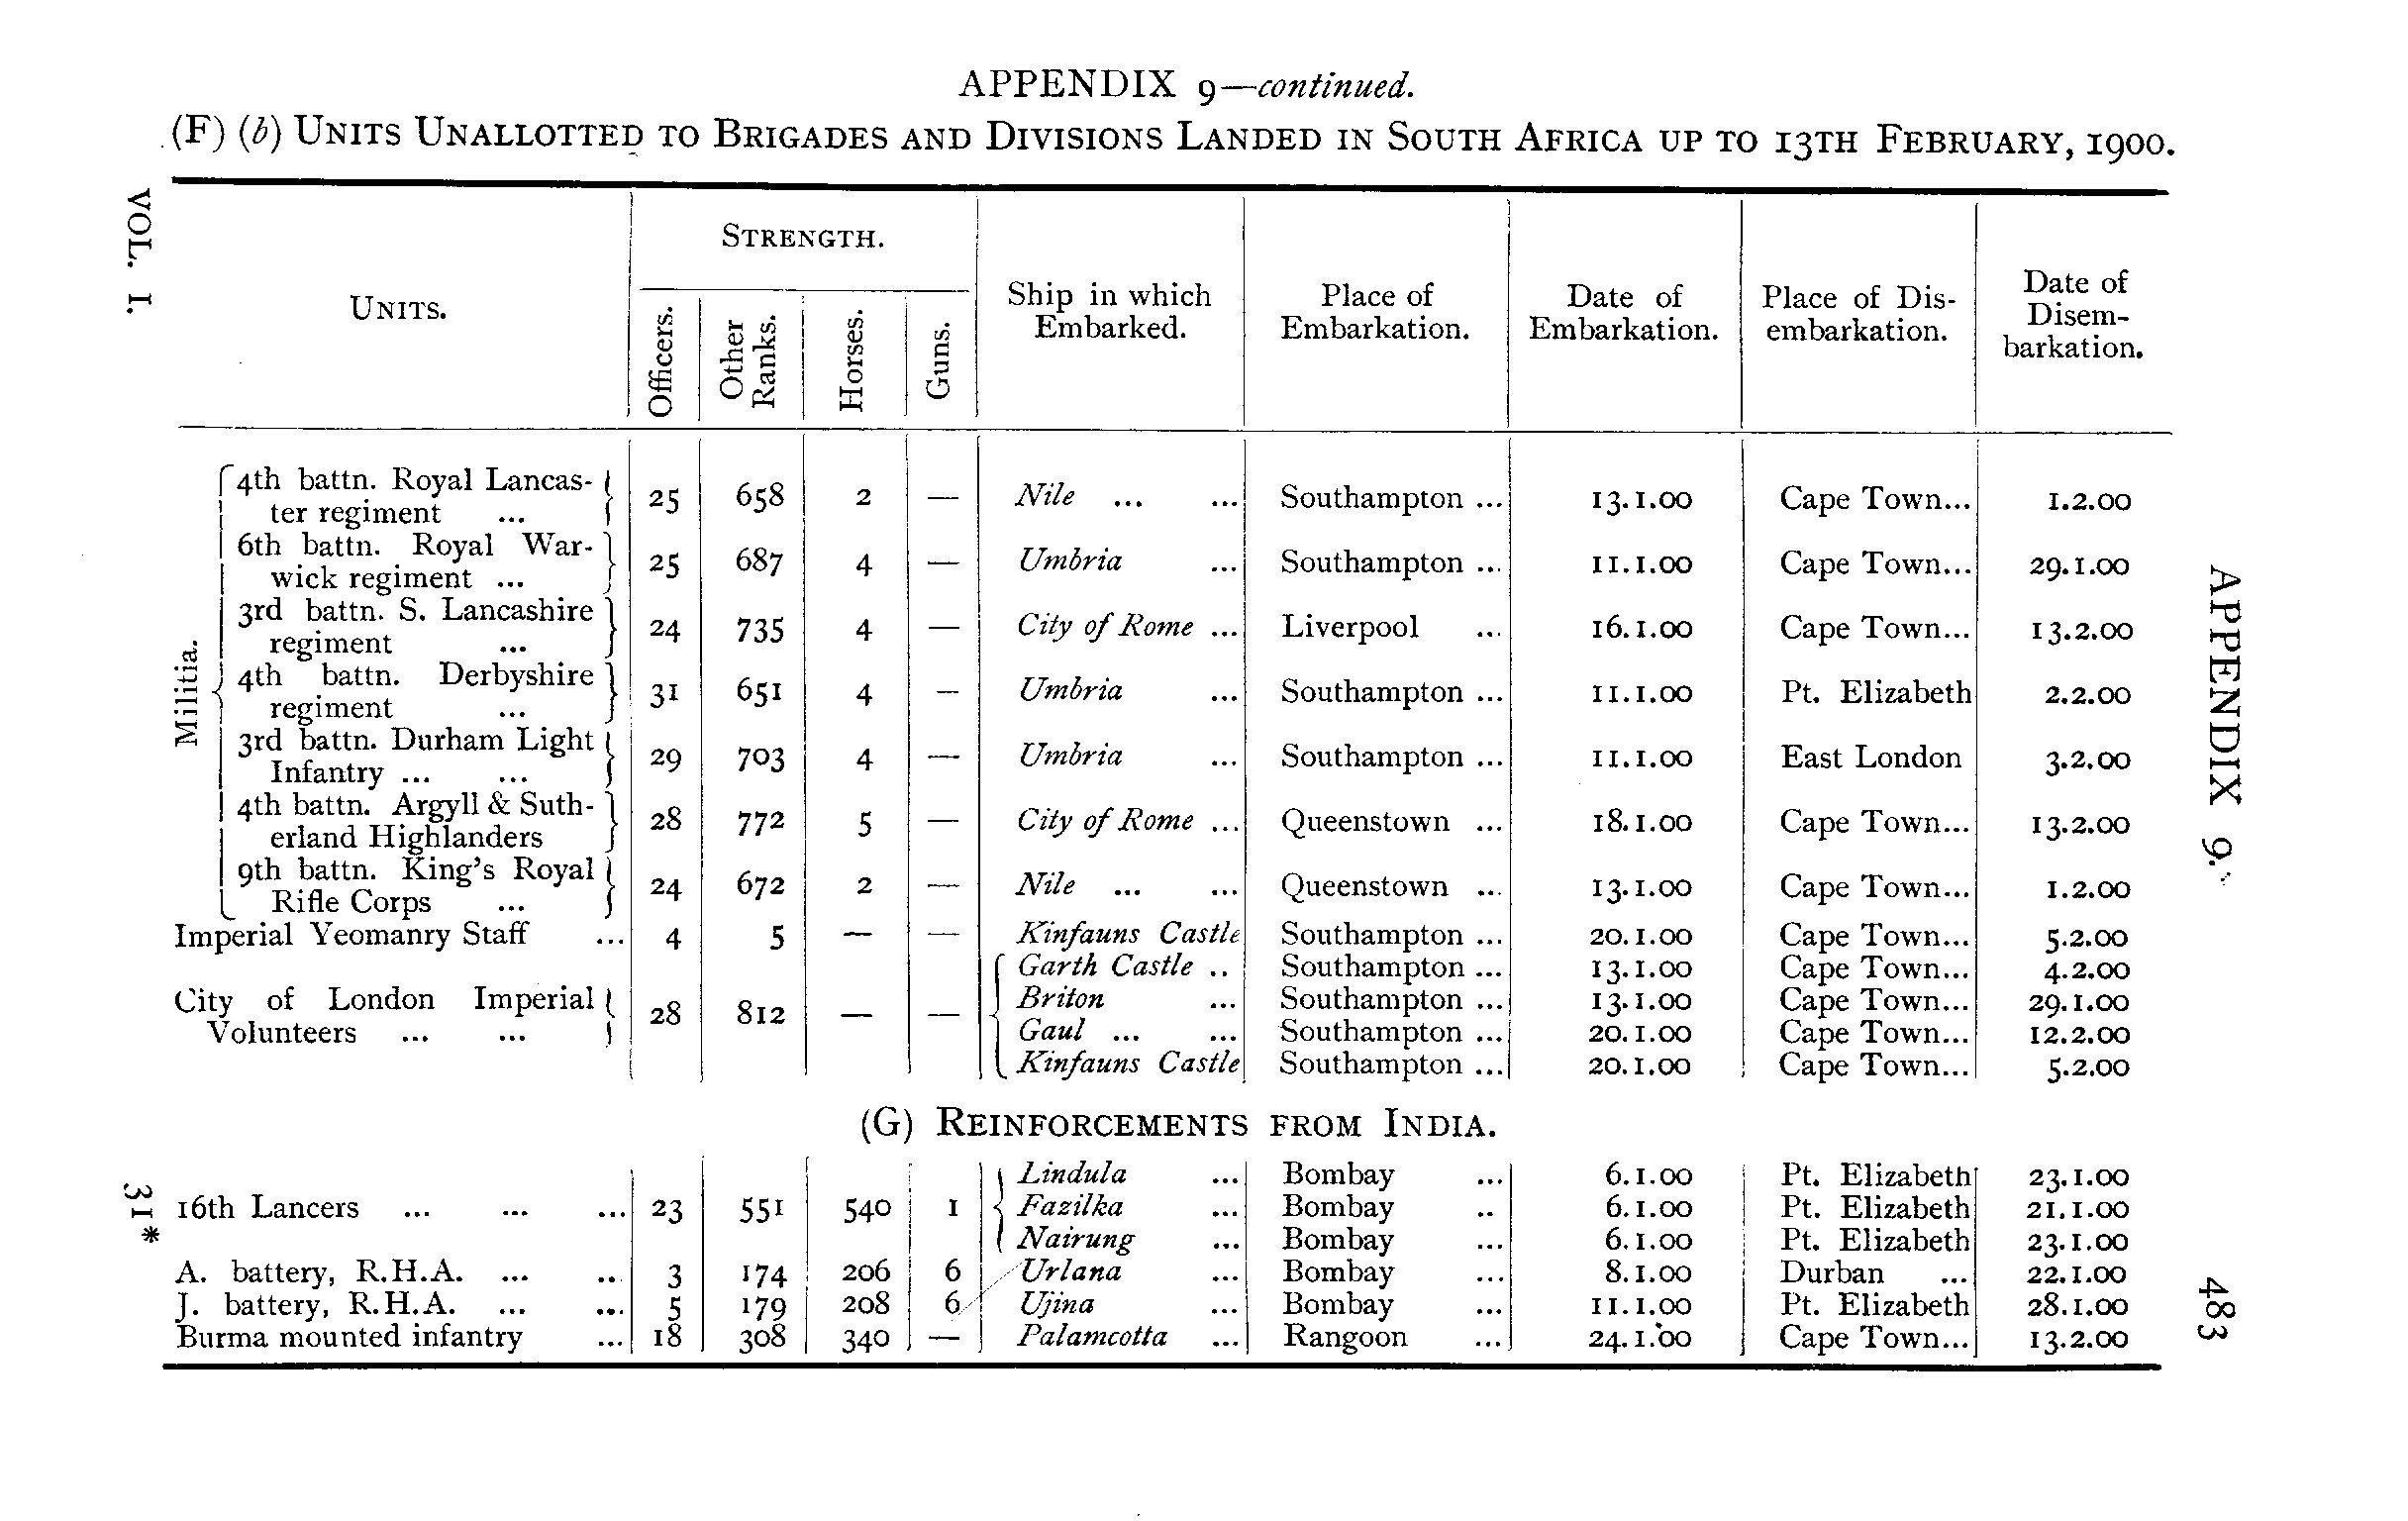 APPENDIX 9—continued.
(F) (b) UNITS UNALLOTTED TO BRIGADES AND DIVISIONS LANDED IN SOUTH AFRICA UP TO 13TH FEBRUARY, 1900.
VOL. I.
UNITS.
STRENGTH.
Officers.
Other Ranks.
Horses.
Guns.
Ship in which
Embarked.
Place of
Embarkation.
Date of
Embarkation.
Place of Dis-
embarkation.
Date of
Disem-
barkation.
Militia.
4th battn. Royal Lancas-
ter regiment ... 25 658 2 — Nile ... ... Southampton ... 13.1.00 Cape Town... 1.2.00
6th battn. Royal War-
wick regiment ... 25 687 4 — Umbria ... Southampton ... 11.1.00 Cape Town... 29.1.00
3rd battn. S. Lancashire
regiment ... 24 735 4 — City of Rome ... Liverpool ... 16.1.00 Cape Town... 13.2.00
4th battn. Derbyshire
regiment ... 31 651 4 — Umbria ... Southampton ... 11.1.00 Pt. Elizabeth 2.2.00
3rd battn. Durham Light
Infantry ... ... 29 703 4 — Umbria ... Southampton ... 11.1.00 East London 3.2.00
4th battn. Argyll & Suth-
erland Highlanders 28 772 5 — City of Rome ... Queenstown ... 18.1.00 Cape Town... 13.2.00
9th battn. King's Royal
Rifle Corps ... 24 672 2 — Nile ... ... Queenstown ... 13.1.00 Cape Town... 1.2.00
Imperial Yeomanry Staff ... 4 5 — — Kinfauns Castle Southampton ... 20.1.00 Cape Town... 5.2.00
Garth Castle .. Southampton ... 13.1.00 Cape Town... 4.2.00
City of London Imperial Briton ... Southampton ... 13.1.00 Cape Town... 29.1.00
Volunteers ... ... 28 812 — — Gaul ... ... Southampton ... 20.1.00 Cape Town... 12.2.00
Kinfauns Castle Southampton ... 20.1.00 Cape Town... 5.2.00
(G) REINFORCEMENTS FROM INDIA.
Lindula ... Bombay ... 6.1.00 Pt. Elizabeth 23.1.00
16th Lancers ... ... ... 23 551 540 1 Fazilka ... Bombay .. 6.1.00 Pt. Elizabeth 21.1.00
Nairung ... Bombay ... 6.1.00 Pt. Elizabeth 23.1.00
A. battery, R.H.A. ... .. 3 174 206 6 Urlana ... Bombay ... 8.1.00 Durban ... 22.1.00
J. battery, R.H.A. ... ... 5 179 208 6 Ujina ... Bombay ... 11.1.00 Pt. Elizabeth 28.1.00
Burma mounted infantry ... 18 308 340 — Palamcotta ... Rangoon ... 24.1.00 Cape Town... 13.2.00
31*
APPENDIX 9.
483